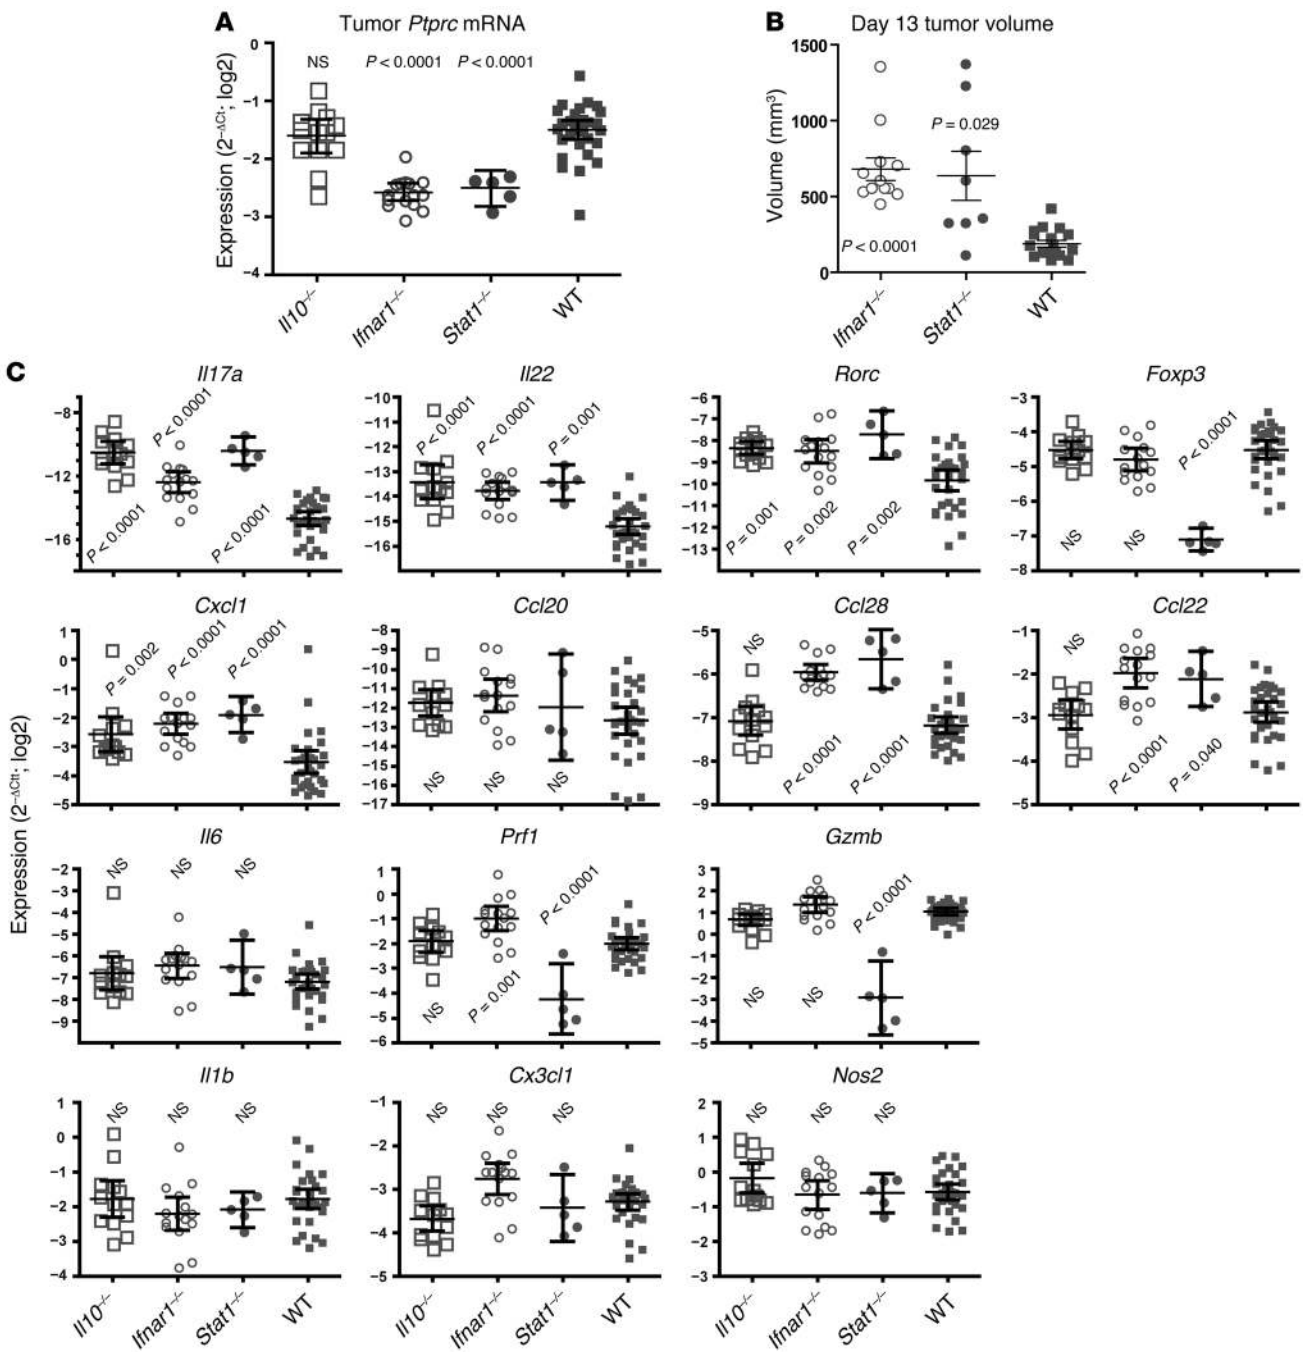 A
Tumor Ptprc mRNA
Expression (2^−ΔCt; log2)
0
−1
−2
−3
−4
NS
P < 0.0001
P < 0.0001
Il10−/−
Ifnar1−/−
Stat1−/−
WT
B
Day 13 tumor volume
Volume (mm³)
1500
1000
500
0
P = 0.029
P < 0.0001
Ifnar1−/−
Stat1−/−
WT
C
Expression (2^−ΔCtt; log2)
Il17a
−8
−12
−16
P < 0.0001
P < 0.0001
P < 0.0001
Il22
−10
−11
−12
−13
−14
−15
−16
P < 0.0001
P < 0.0001
P = 0.001
Rorc
−6
−7
−8
−9
−10
−11
−12
−13
P = 0.001
P = 0.002
P = 0.002
Foxp3
−3
−4
−5
−6
−7
−8
P < 0.0001
NS
NS
Cxcl1
1
0
−1
−2
−3
−4
−5
P = 0.002
P < 0.0001
P < 0.0001
Ccl20
−8
−9
−10
−11
−12
−13
−14
−15
−16
−17
NS
NS
NS
Ccl28
−5
−6
−7
−8
−9
NS
P < 0.0001
P < 0.0001
Ccl22
−1
−2
−3
−4
−5
NS
P < 0.0001
P = 0.040
Il6
−2
−3
−4
−5
−6
−7
−8
−9
NS
NS
NS
Prf1
1
0
−1
−2
−3
−4
−5
−6
P < 0.0001
NS
P = 0.001
Gzmb
3
2
1
0
−1
−2
−3
−4
−5
P < 0.0001
NS
NS
Il1b
1
0
−1
−2
−3
−4
NS
NS
NS
Il10−/−
Ifnar1−/−
Stat1−/−
WT
Cx3cl1
−1
−2
−3
−4
−5
NS
NS
NS
Il10−/−
Ifnar1−/−
Stat1−/−
WT
Nos2
2
1
0
−1
−2
−3
NS
NS
NS
Il10−/−
Ifnar1−/−
Stat1−/−
WT